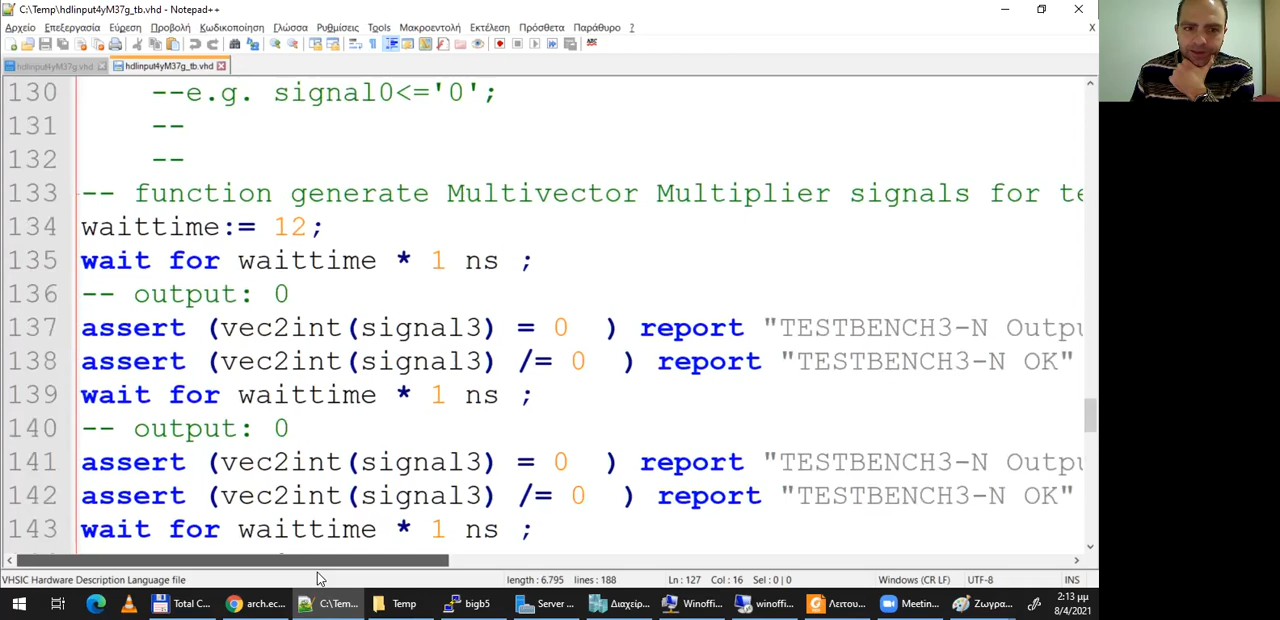 C:\Temp\hdlinput4yM37g_tb.vhd - Notepad++
Αρχείο Επεξεργασία Εύρεση Προβολή Κωδικοποίηση Γλώσσα Ρυθμίσεις Tools Μακροεντολή Εκτέλεση Πρόσθετα Παράθυρο ? X
hdlinput4yM37g.vhd hdlinput4yM37g_tb.vhd
130 --e.g. signal0<='0';
131 --
132 --
133 -- function generate Multivector Multiplier signals for te
134 waittime:= 12;
135 wait for waittime * 1 ns ;
136 -- output: 0
137 assert (vec2int(signal3) = 0 ) report "TESTBENCH3-N Outpu
138 assert (vec2int(signal3) /= 0 ) report "TESTBENCH3-N OK"
139 wait for waittime * 1 ns ;
140 -- output: 0
141 assert (vec2int(signal3) = 0 ) report "TESTBENCH3-N Outpu
142 assert (vec2int(signal3) /= 0 ) report "TESTBENCH3-N OK"
143 wait for waittime * 1 ns ;
VHSIC Hardware Description Language file length : 6.795 lines : 188 Ln : 127 Col : 16 Sel : 0 | 0 Windows (CR LF) UTF-8 INS
Total C... arch.ec... C:\Tem... Temp bigb5 Server ... Διαχείρ... Winoffi... winoffi... Λειτου... Meetin... Ζωγρα... 2:13 μμ
8/4/2021